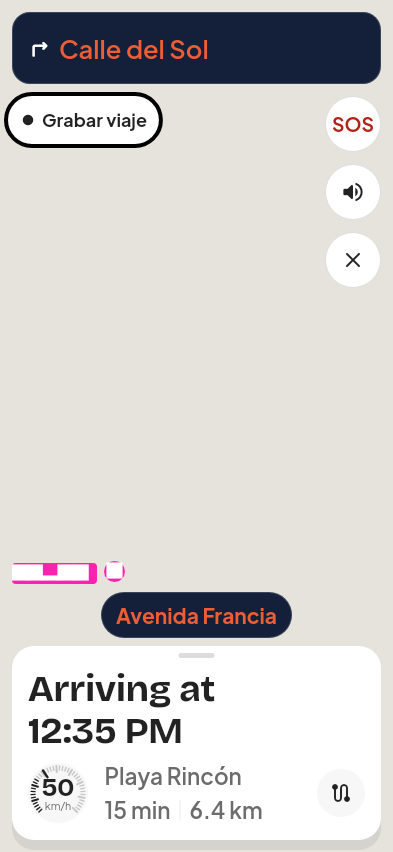 Calle del Sol
Grabar viaje
SOS
Avenida Francia
Arriving at
12:35 PM
50
km/h
Playa Rincón
15 min 6.4 km